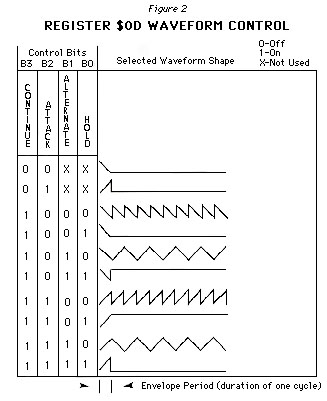 Figure 2
REGISTER $0D WAVEFORM CONTROL
0-Off
1-On
X-Not Used
Control Bits
B3 B2 B1 B0
Selected Waveform Shape
CONTINUE ATTACK ALTERNATE HOLD
0 0 X X
0 1 X X
1 0 0 0
1 0 0 1
1 0 1 0
1 0 1 1
1 1 0 0
1 1 0 1
1 1 1 0
1 1 1 1
Envelope Period (duration of one cycle)